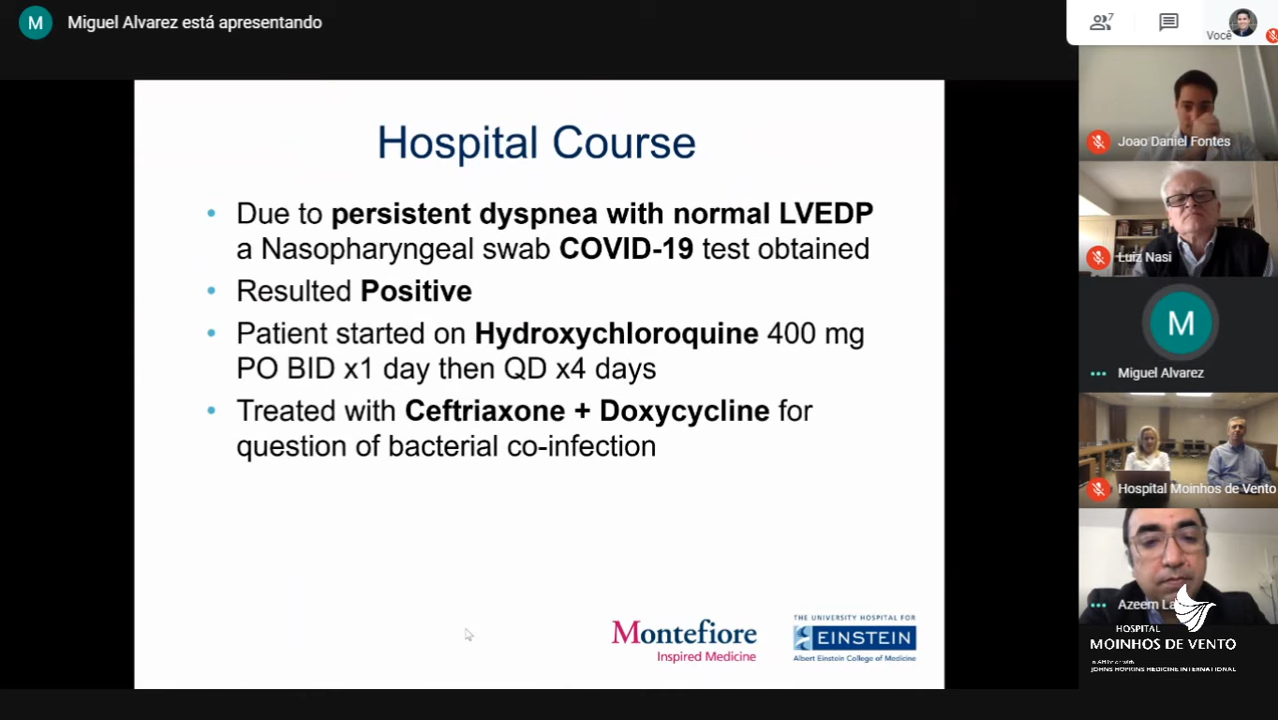 M Miguel Alvarez está apresentando
7
Você
Hospital Course
• Due to persistent dyspnea with normal LVEDP
a Nasopharyngeal swab COVID-19 test obtained
• Resulted Positive
• Patient started on Hydroxychloroquine 400 mg
PO BID x1 day then QD x4 days
• Treated with Ceftriaxone + Doxycycline for
question of bacterial co-infection
Montefiore
Inspired Medicine
THE UNIVERSITY HOSPITAL FOR
EINSTEIN
Albert Einstein College of Medicine
Joao Daniel Fontes
Luiz Nasi
M
Miguel Alvarez
Hospital Moinhos de Vento
Azeem
HOSPITAL
MOINHOS DE VENTO
JOHNS HOPKINS MEDICINE INTERNATIONAL